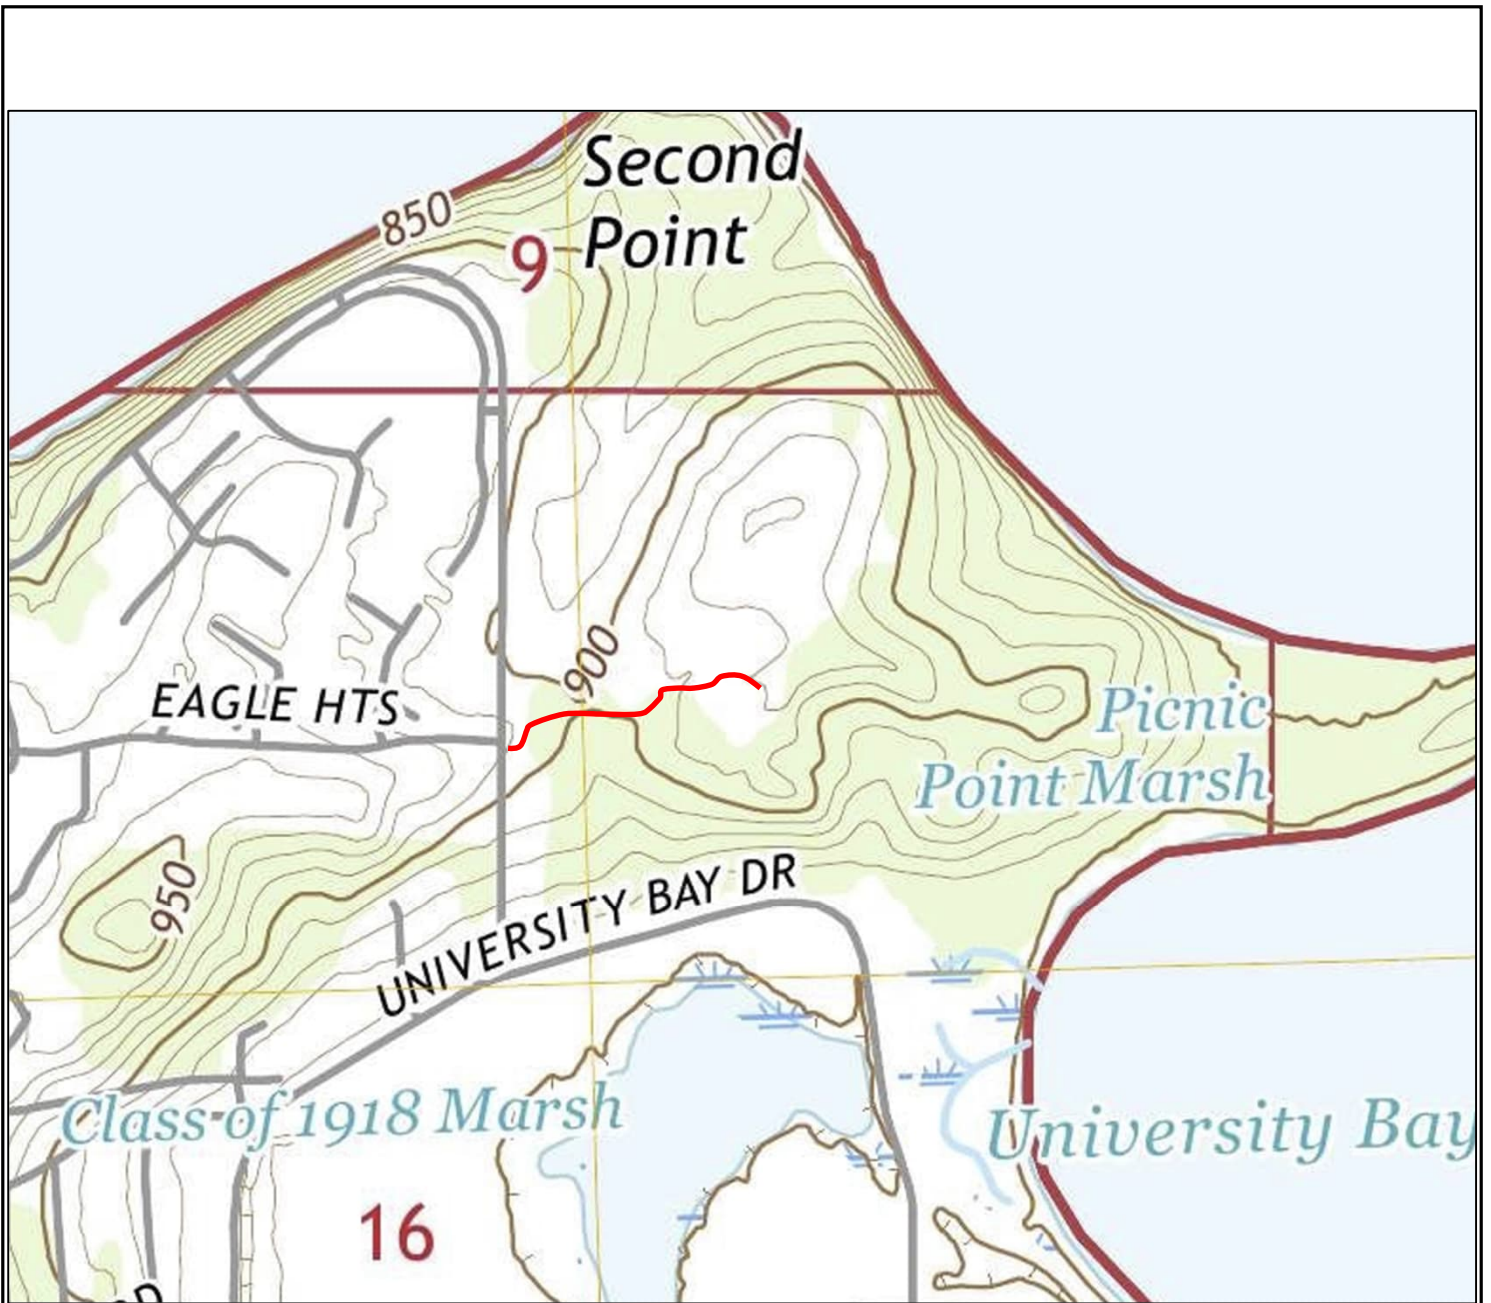 Second
850
9
Point
900
EAGLE HTS
Picnic
Point Marsh
950
UNIVERSITY BAY DR
Class of 1918 Marsh
University Bay
16